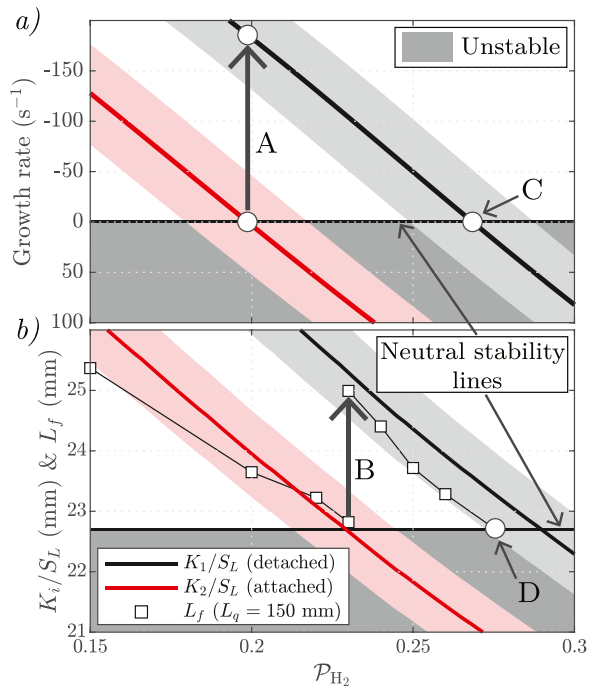 a)
Unstable
-150
-100
-50
0
50
100
Growth rate (s⁻¹)
A
C
b)
Neutral stability
lines
25
24
23
22
21
K_i/S_L (mm) & L_f (mm)
B
D
K_1/S_L (detached)
K_2/S_L (attached)
L_f (L_q = 150 mm)
0.15
0.2
0.25
0.3
𝒫_H₂